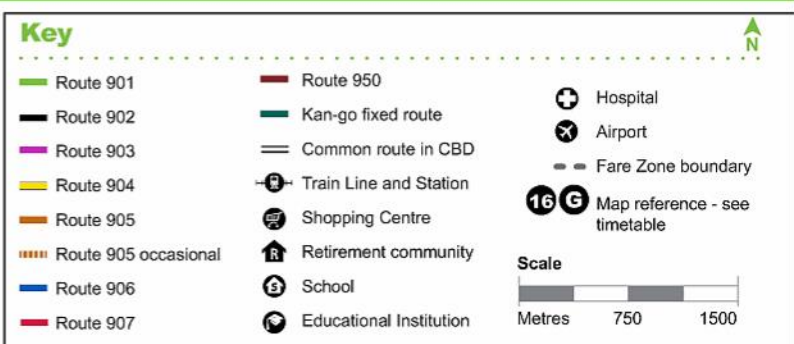 Key
N
Route 901
Route 902
Route 903
Route 904
Route 905
Route 905 occasional
Route 906
Route 907
Route 950
Kan-go fixed route
Common route in CBD
Train Line and Station
Shopping Centre
R
Retirement community
S
School
Educational Institution
Hospital
Airport
Fare Zone boundary
16 G
Map reference - see
timetable
Scale
Metres 750 1500